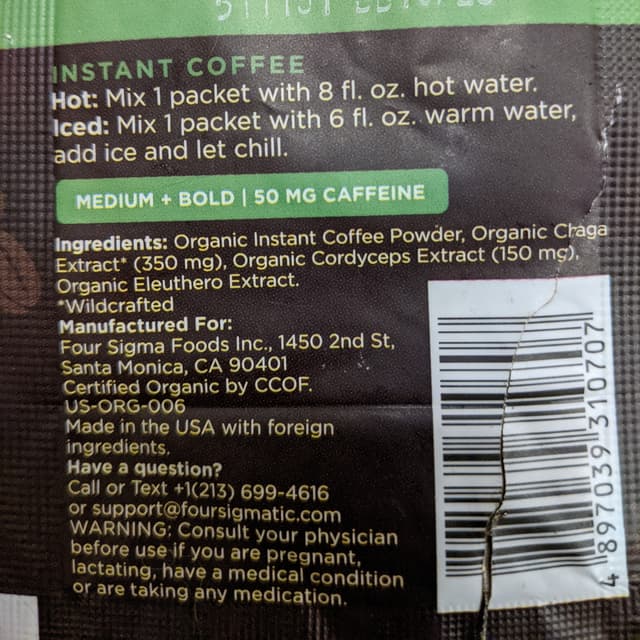 INSTANT COFFEE
Hot: Mix 1 packet with 8 fl. oz. hot water.
Iced: Mix 1 packet with 6 fl. oz. warm water,
add ice and let chill.
MEDIUM + BOLD | 50 MG CAFFEINE
Ingredients: Organic Instant Coffee Powder, Organic Chaga
Extract* (350 mg), Organic Cordyceps Extract (150 mg),
Organic Eleuthero Extract.
*Wildcrafted
Manufactured For:
Four Sigma Foods Inc., 1450 2nd St,
Santa Monica, CA 90401
Certified Organic by CCOF.
US-ORG-006
Made in the USA with foreign
ingredients.
Have a question?
Call or Text +1(213) 699-4616
or support@foursigmatic.com
WARNING: Consult your physician
before use if you are pregnant,
lactating, have a medical condition
or are taking any medication.
4 897039 310707